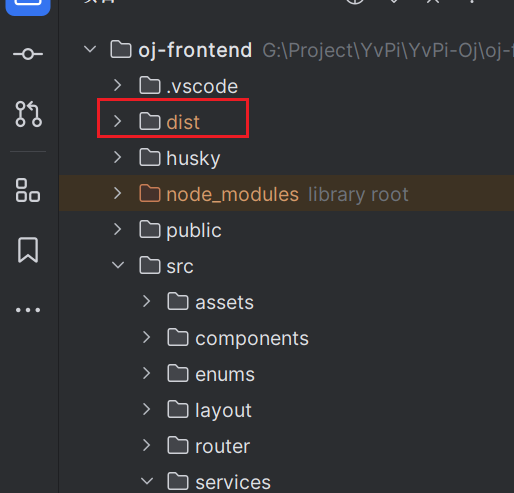 oj-frontend G:\Project\YvPi\YvPi-Oj\oj-f
.vscode
dist
husky
node_modules library root
public
src
assets
components
enums
layout
router
services